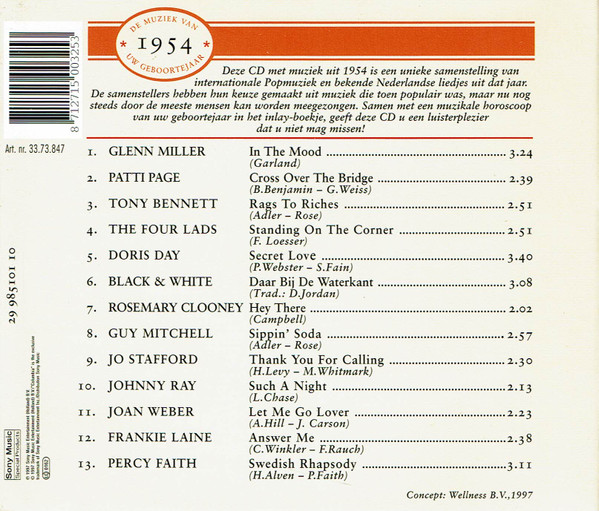 DE MUZIEK VAN
1954
UW GEBOORTEJAAR
Deze CD met muziek uit 1954 is een unieke samenstelling van
internationale Popmuziek en bekende Nederlandse liedjes uit dat jaar.
De samenstellers hebben hun keuze gemaakt uit muziek die toen populair was, maar nu nog
steeds door de meeste mensen kan worden meegezongen. Samen met een muzikale horoscoop
van uw geboortejaar in het inlay-boekje, geeft deze CD u een luisterplezier
dat u niet mag missen!
8 712715 003253
Art. nr. 33.73.847
1. GLENN MILLER In The Mood 3.24
(Garland)
2. PATTI PAGE Cross Over The Bridge 2.39
(B.Benjamin – G.Weiss)
3. TONY BENNETT Rags To Riches 2.51
(Adler – Rose)
4. THE FOUR LADS Standing On The Corner 2.51
(F. Loesser)
5. DORIS DAY Secret Love 3.40
(P.Webster – S.Fain)
6. BLACK & WHITE Daar Bij De Waterkant 3.08
(Trad.: D.Jordan)
7. ROSEMARY CLOONEY Hey There 2.02
(Campbell)
8. GUY MITCHELL Sippin' Soda 2.57
(Adler – Rose)
9. JO STAFFORD Thank You For Calling 2.30
(H.Levy – M.Whitmark)
10. JOHNNY RAY Such A Night 2.13
(L.Chase)
11. JOAN WEBER Let Me Go Lover 2.23
(A.Hill – J. Carson)
12. FRANKIE LAINE Answer Me 2.38
(C.Winkler – F.Rauch)
13. PERCY FAITH Swedish Rhapsody 3.11
(H.Alven – P.Faith)
Concept: Wellness B.V.,1997
29 985101 10
Sony Music
Special Products